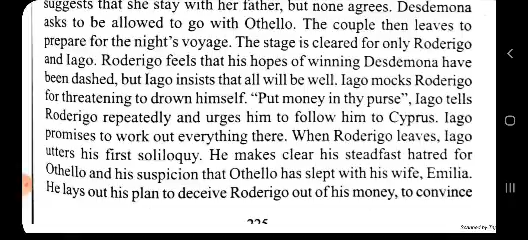 suggests that she stay with her father, but none agrees. Desdemona
asks to be allowed to go with Othello. The couple then leaves to
prepare for the night's voyage. The stage is cleared for only Roderigo
and Iago. Roderigo feels that his hopes of winning Desdemona have
been dashed, but Iago insists that all will be well. Iago mocks Roderigo
for threatening to drown himself. "Put money in thy purse", Iago tells
Roderigo repeatedly and urges him to follow him to Cyprus. Iago
promises to work out everything there. When Roderigo leaves, Iago
utters his first soliloquy. He makes clear his steadfast hatred for
Othello and his suspicion that Othello has slept with his wife, Emilia.
He lays out his plan to deceive Roderigo out of his money, to convince
Scanned by